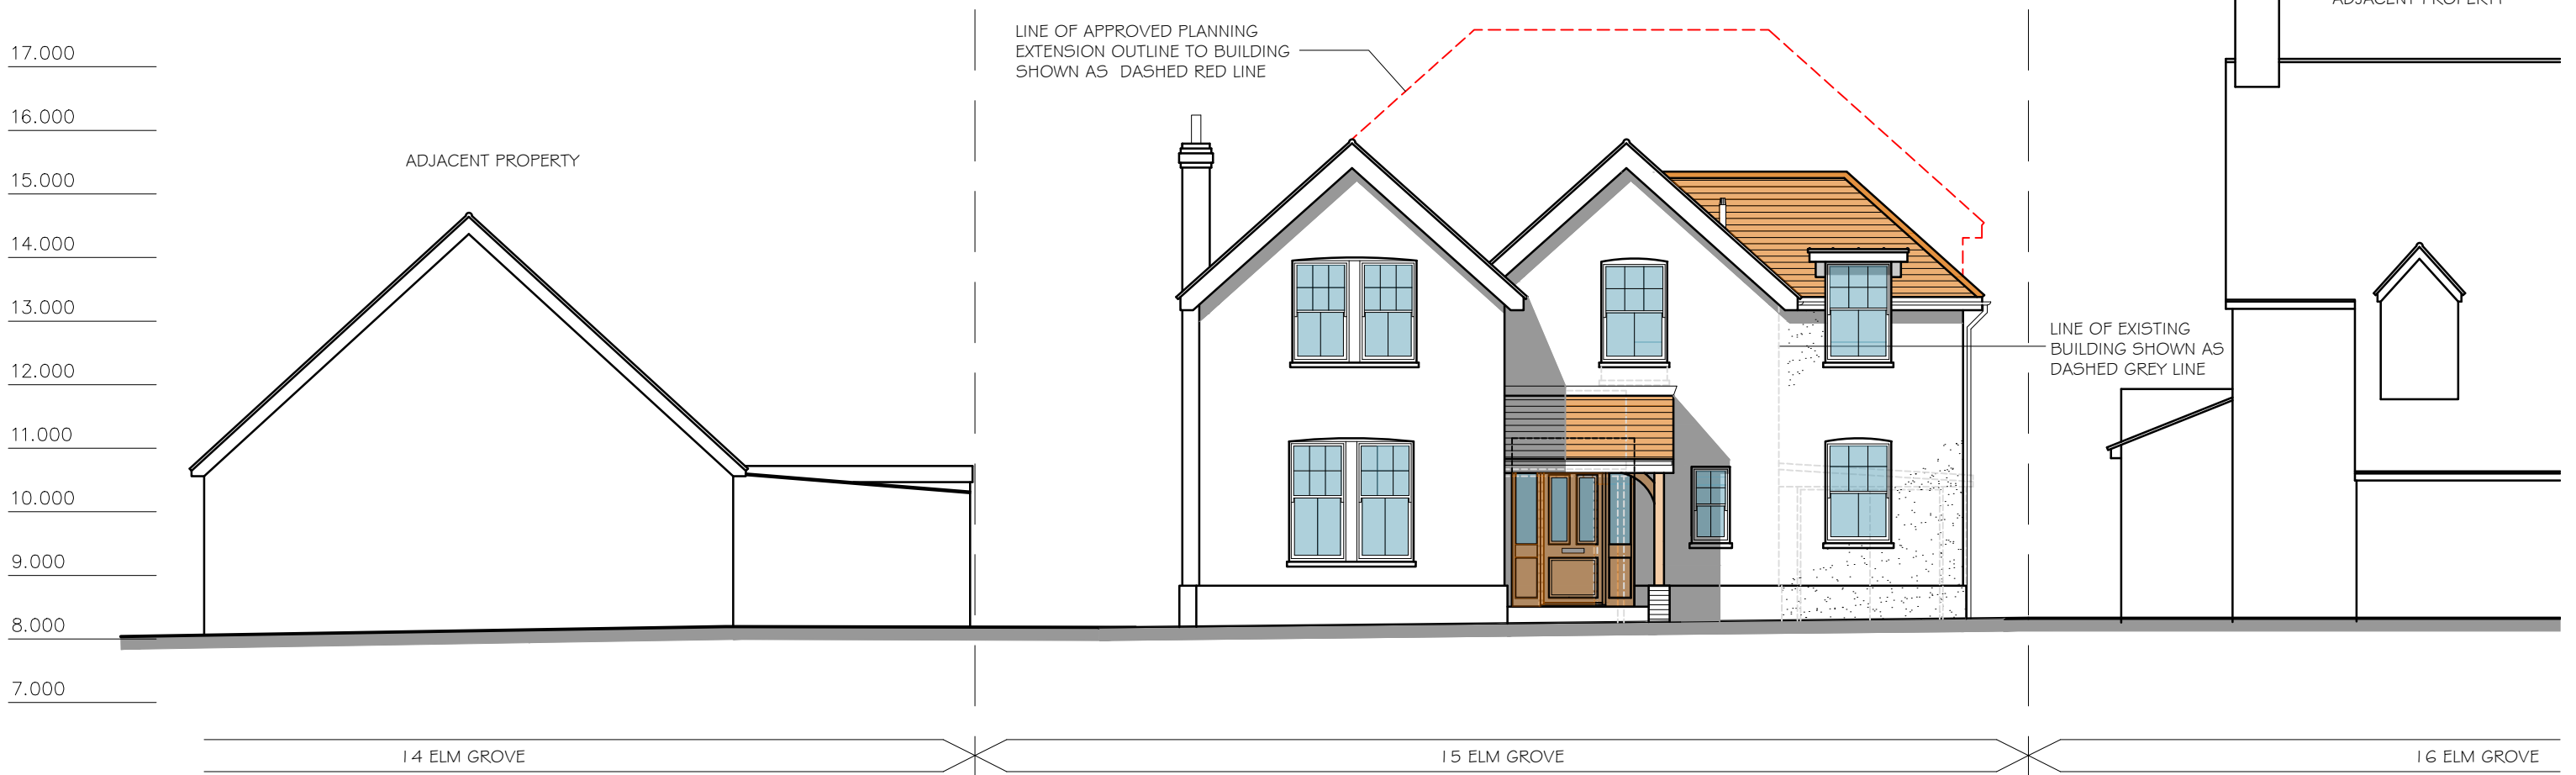 ADJACENT PROPERTY
LINE OF APPROVED PLANNING
EXTENSION OUTLINE TO BUILDING
SHOWN AS DASHED RED LINE
17.000
16.000
ADJACENT PROPERTY
15.000
14.000
13.000
LINE OF EXISTING
BUILDING SHOWN AS
DASHED GREY LINE
12.000
11.000
10.000
9.000
8.000
7.000
14 ELM GROVE
15 ELM GROVE
16 ELM GROVE